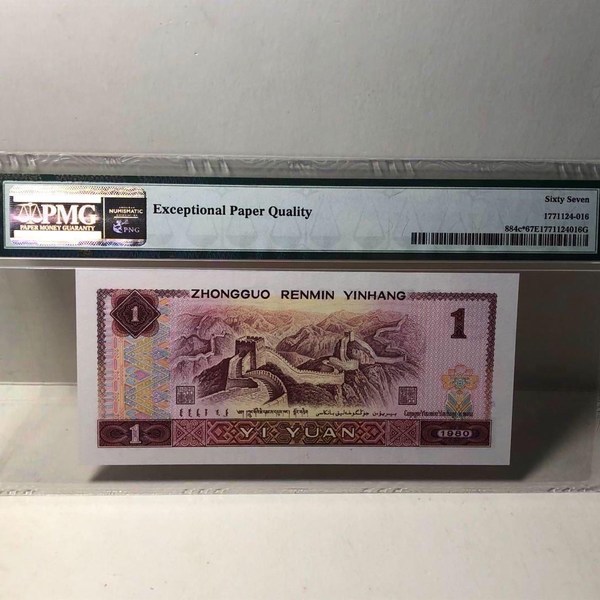 PMG
PAPER MONEY GUARANTY
NUMISMATIC
PNG
Exceptional Paper Quality
Sixty Seven
1771124-016
884c*67E1771124016G
ZHONGGUO RENMIN YINHANG
1
1
1
YI YUAN
1980